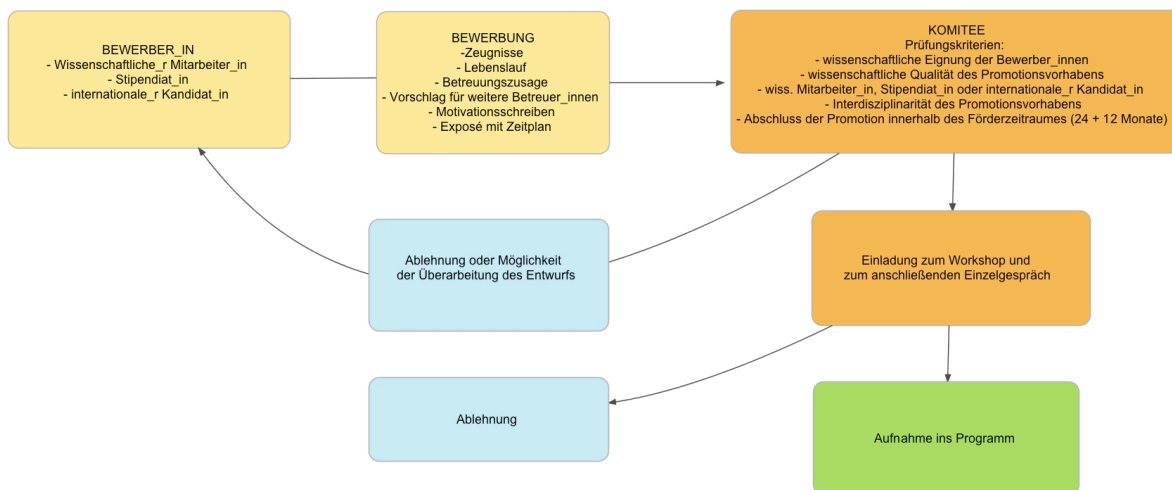 BEWERBER_IN
- Wissenschaftliche_r Mitarbeiter_in
- Stipendiat_in
- internationale_r Kandidat_in
BEWERBUNG
-Zeugnisse
- Lebenslauf
- Betreuungszusage
- Vorschlag für weitere Betreuer_innen
- Motivationsschreiben
- Exposé mit Zeitplan
KOMITEE
Prüfungskriterien:
- wissenschaftliche Eignung der Bewerber_innen
- wissenschaftliche Qualität des Promotionsvorhabens
- wiss. Mitarbeiter_in, Stipendiat_in oder internationale_r Kandidat_in
- Interdisziplinarität des Promotionsvorhabens
- Abschluss der Promotion innerhalb des Förderzeitraumes (24 + 12 Monate)
Ablehnung oder Möglichkeit
der Überarbeitung des Entwurfs
Einladung zum Workshop und
zum anschließenden Einzelgespräch
Ablehnung
Aufnahme ins Programm